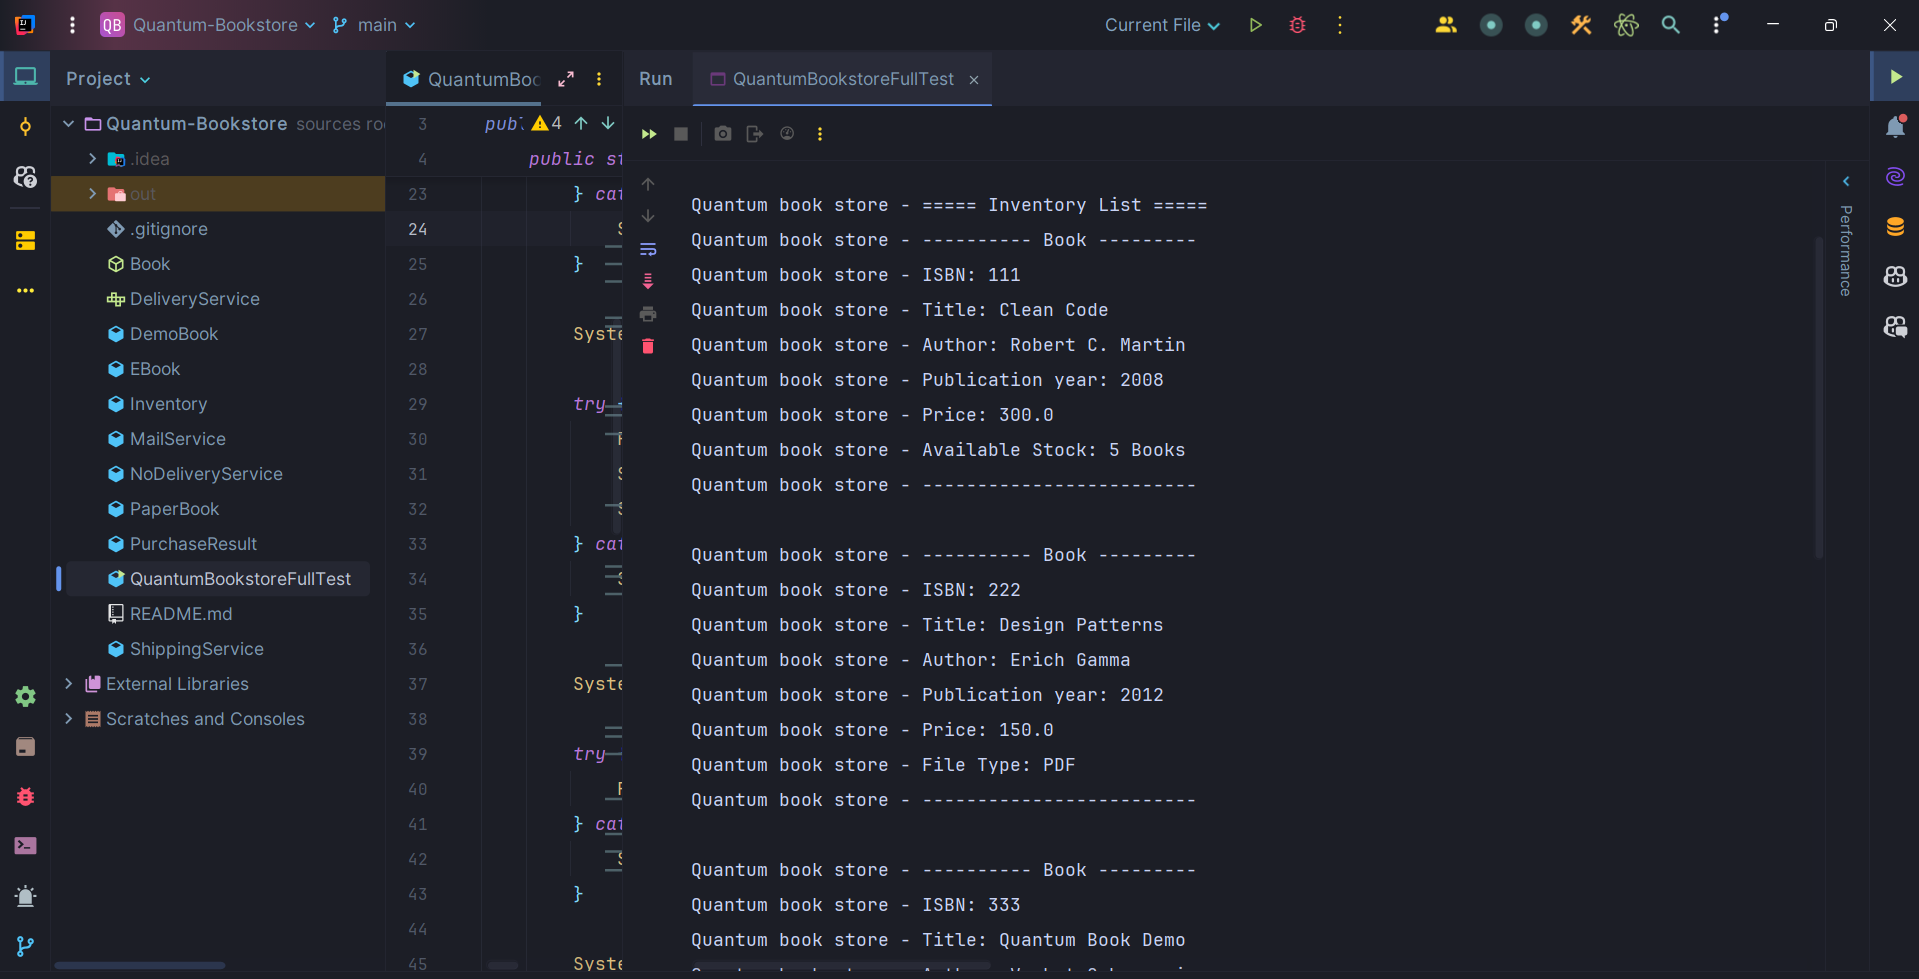 QB Quantum-Bookstore main Current File
Project
QuantumBoo
Run QuantumBookstoreFullTest
Quantum-Bookstore sources ro
.idea
out
.gitignore
Book
DeliveryService
DemoBook
EBook
Inventory
MailService
NoDeliveryService
PaperBook
PurchaseResult
QuantumBookstoreFullTest
README.md
ShippingService
External Libraries
Scratches and Consoles
3 publ 4
4 public st
23 } cat
24 S
25 }
26
27 Syste
28
29 try
30
31 S
32 S
33 } cat
34 S
35 }
36
37 Syste
38
39 try
40
41 } cat
42 S
43 }
44
45 Syste
Quantum book store - ===== Inventory List =====
Quantum book store - ---------- Book ---------
Quantum book store - ISBN: 111
Quantum book store - Title: Clean Code
Quantum book store - Author: Robert C. Martin
Quantum book store - Publication year: 2008
Quantum book store - Price: 300.0
Quantum book store - Available Stock: 5 Books
Quantum book store - -------------------------
Quantum book store - ---------- Book ---------
Quantum book store - ISBN: 222
Quantum book store - Title: Design Patterns
Quantum book store - Author: Erich Gamma
Quantum book store - Publication year: 2012
Quantum book store - Price: 150.0
Quantum book store - File Type: PDF
Quantum book store - -------------------------
Quantum book store - ---------- Book ---------
Quantum book store - ISBN: 333
Quantum book store - Title: Quantum Book Demo
Performance